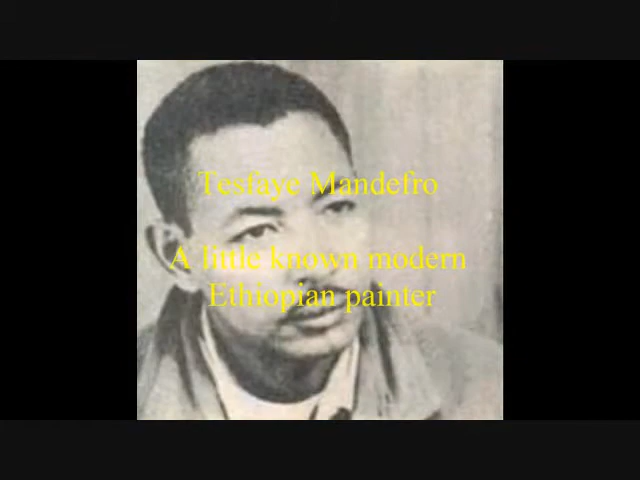 Tesfaye Mandefro
A little known modern
Ethiopian painter